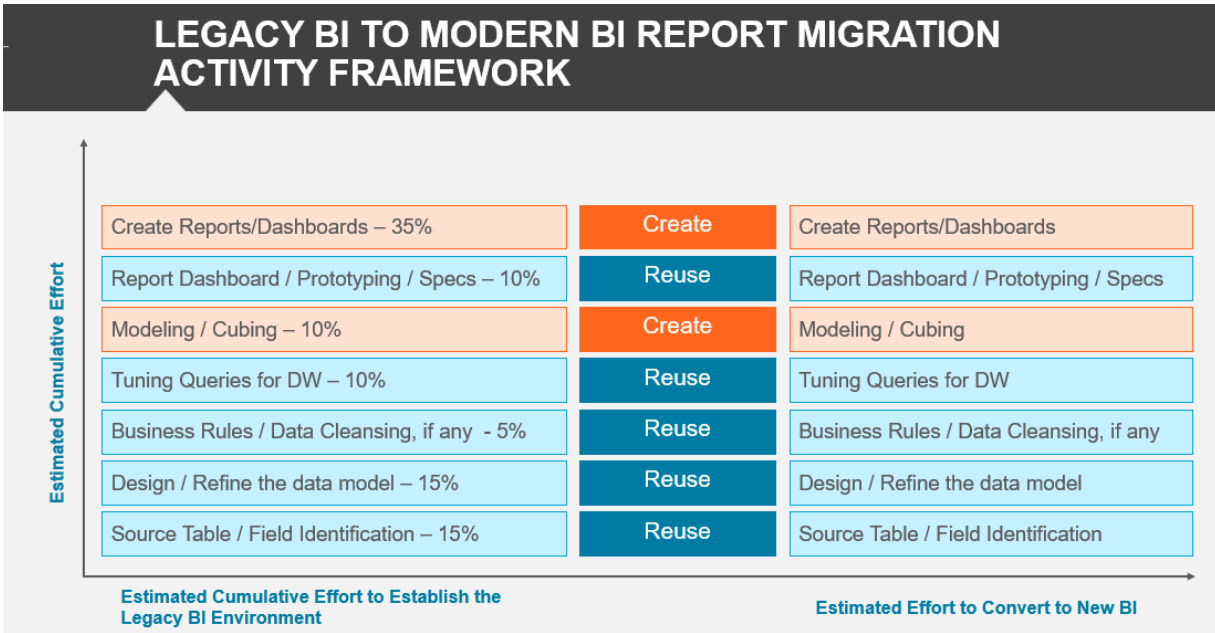 LEGACY BI TO MODERN BI REPORT MIGRATION
ACTIVITY FRAMEWORK
Estimated Cumulative Effort
Create Reports/Dashboards – 35%
Create
Create Reports/Dashboards
Report Dashboard / Prototyping / Specs – 10%
Reuse
Report Dashboard / Prototyping / Specs
Modeling / Cubing – 10%
Create
Modeling / Cubing
Tuning Queries for DW – 10%
Reuse
Tuning Queries for DW
Business Rules / Data Cleansing, if any - 5%
Reuse
Business Rules / Data Cleansing, if any
Design / Refine the data model – 15%
Reuse
Design / Refine the data model
Source Table / Field Identification – 15%
Reuse
Source Table / Field Identification
Estimated Cumulative Effort to Establish the
Legacy BI Environment
Estimated Effort to Convert to New BI